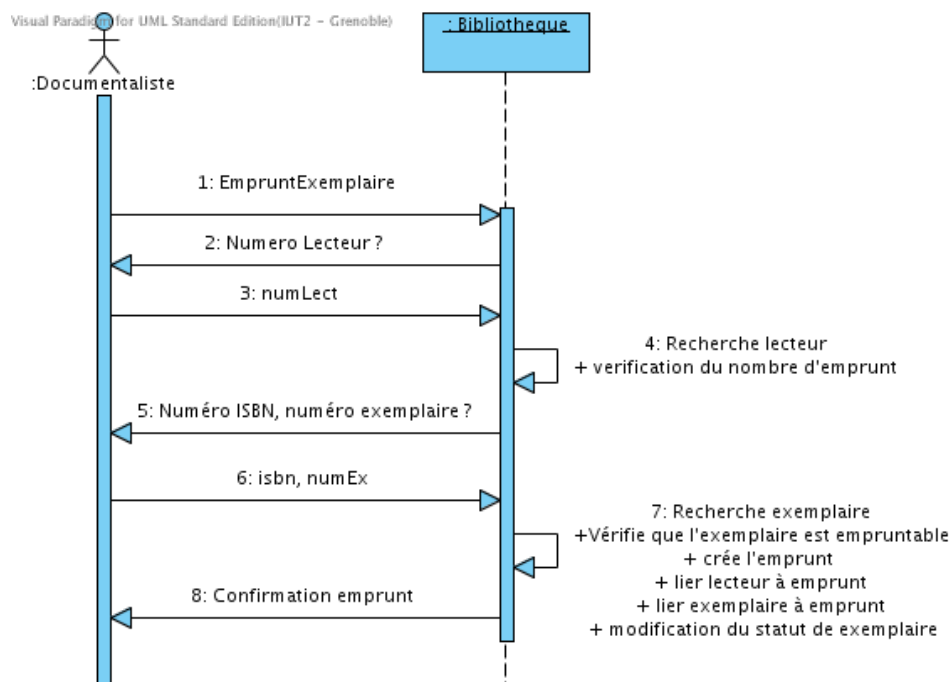 Visual Paradigm for UML Standard Edition(IUT2 - Grenoble)
: Bibliotheque
:Documentaliste
1: EmpruntExemplaire
2: Numero Lecteur ?
3: numLect
4: Recherche lecteur
+ verification du nombre d'emprunt
5: Numéro ISBN, numéro exemplaire ?
6: isbn, numEx
7: Recherche exemplaire
+Vérifie que l'exemplaire est empruntable
+ crée l'emprunt
+ lier lecteur à emprunt
+ lier exemplaire à emprunt
+ modification du statut de exemplaire
8: Confirmation emprunt